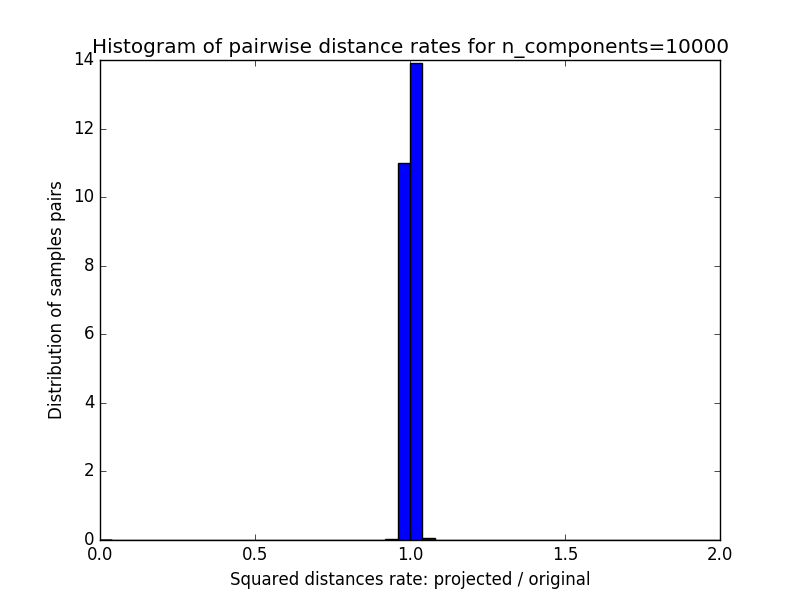 Histogram of pairwise distance rates for n_components=10000
14
12
10
8
6
4
2
0
Distribution of samples pairs
0.0 0.5 1.0 1.5 2.0
Squared distances rate: projected / original